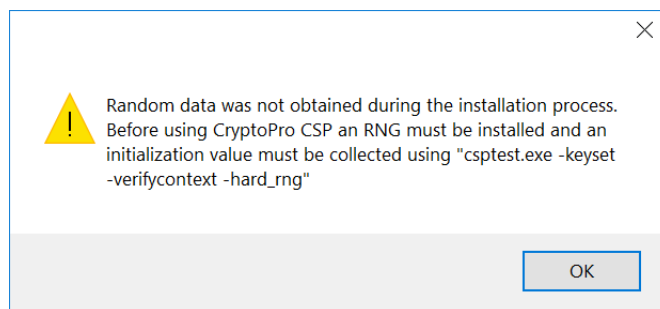 Random data was not obtained during the installation process.
Before using CryptoPro CSP an RNG must be installed and an
initialization value must be collected using "csptest.exe -keyset
-verifycontext -hard_rng"
OK